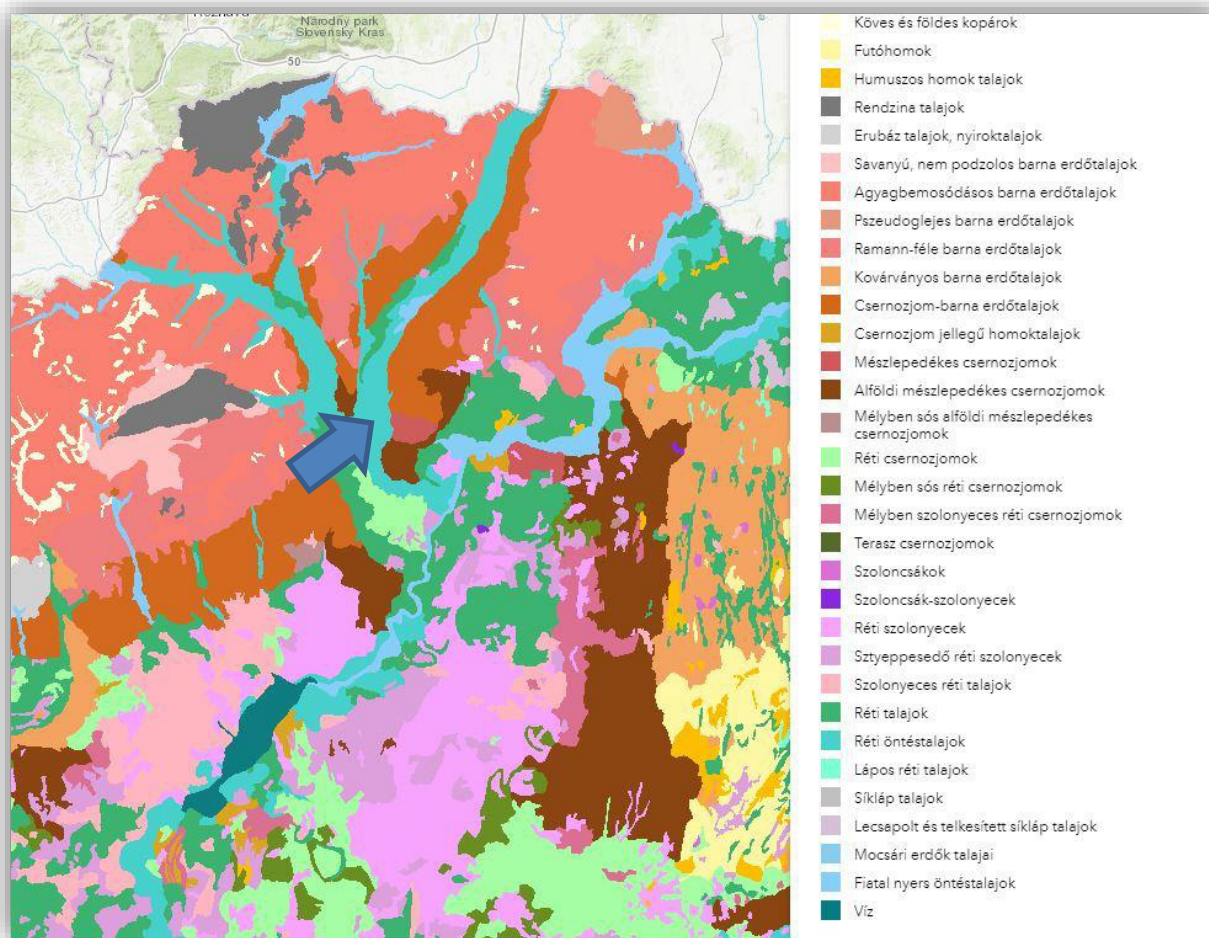 Národny park
Slovenský Kras
50
Köves és földes kopárok
Futóhomok
Humuszos homok talajok
Rendzina talajok
Erubáz talajok, nyiroktalajok
Savanyú, nem podzolos barna erdőtalajok
Agyagbemosódásos barna erdőtalajok
Pszeudoglejes barna erdőtalajok
Ramann-féle barna erdőtalajok
Kovárványos barna erdőtalajok
Csernozjom-barna erdőtalajok
Csernozjom jellegű homoktalajok
Mészlepedékes csernozjomok
Alföldi mészlepedékes csernozjomok
Mélyben sós alföldi mészlepedékes
csernozjomok
Réti csernozjomok
Mélyben sós réti csernozjomok
Mélyben szolonyeces réti csernozjomok
Terasz csernozjomok
Szoloncsákok
Szoloncsák-szolonyecek
Réti szolonyecek
Sztyeppesedő réti szolonyecek
Szolonyeces réti talajok
Réti talajok
Réti öntéstalajok
Lápos réti talajok
Síkláp talajok
Lecsapolt és telkesített síkláp talajok
Mocsári erdők talajai
Fiatal nyers öntéstalajok
Víz